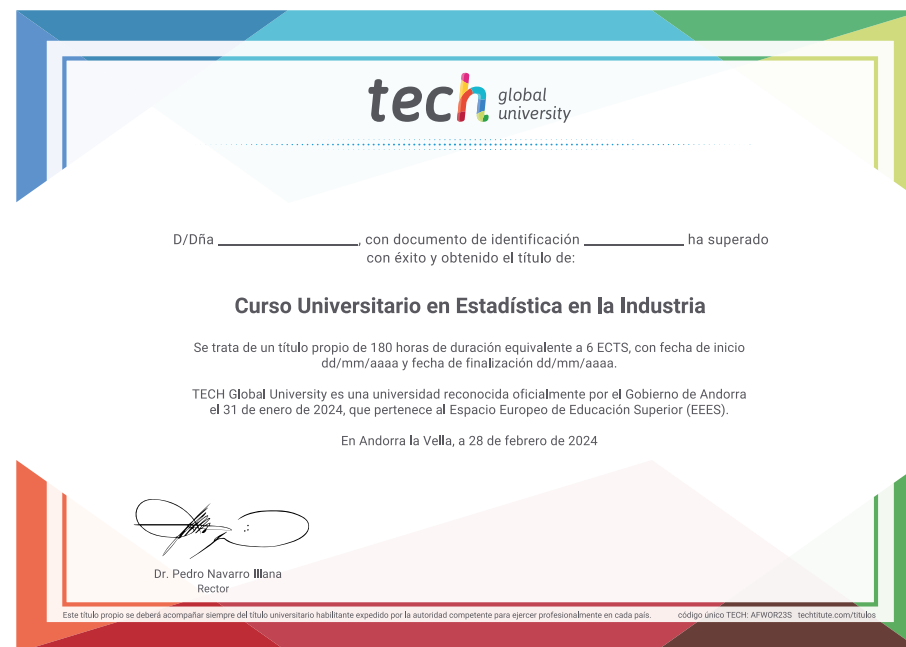 tech global university
D/Dña ____________________, con documento de identificación ______________ ha superado
con éxito y obtenido el título de:
Curso Universitario en Estadística en la Industria
Se trata de un título propio de 180 horas de duración equivalente a 6 ECTS, con fecha de inicio
dd/mm/aaaa y fecha de finalización dd/mm/aaaa.
TECH Global University es una universidad reconocida oficialmente por el Gobierno de Andorra
el 31 de enero de 2024, que pertenece al Espacio Europeo de Educación Superior (EEES).
En Andorra la Vella, a 28 de febrero de 2024
Dr. Pedro Navarro Illana
Rector
Este título propio se deberá acompañar siempre del título universitario habilitante expedido por la autoridad competente para ejercer profesionalmente en cada país. código único TECH: AFWOR23S techtitute.com/titulos